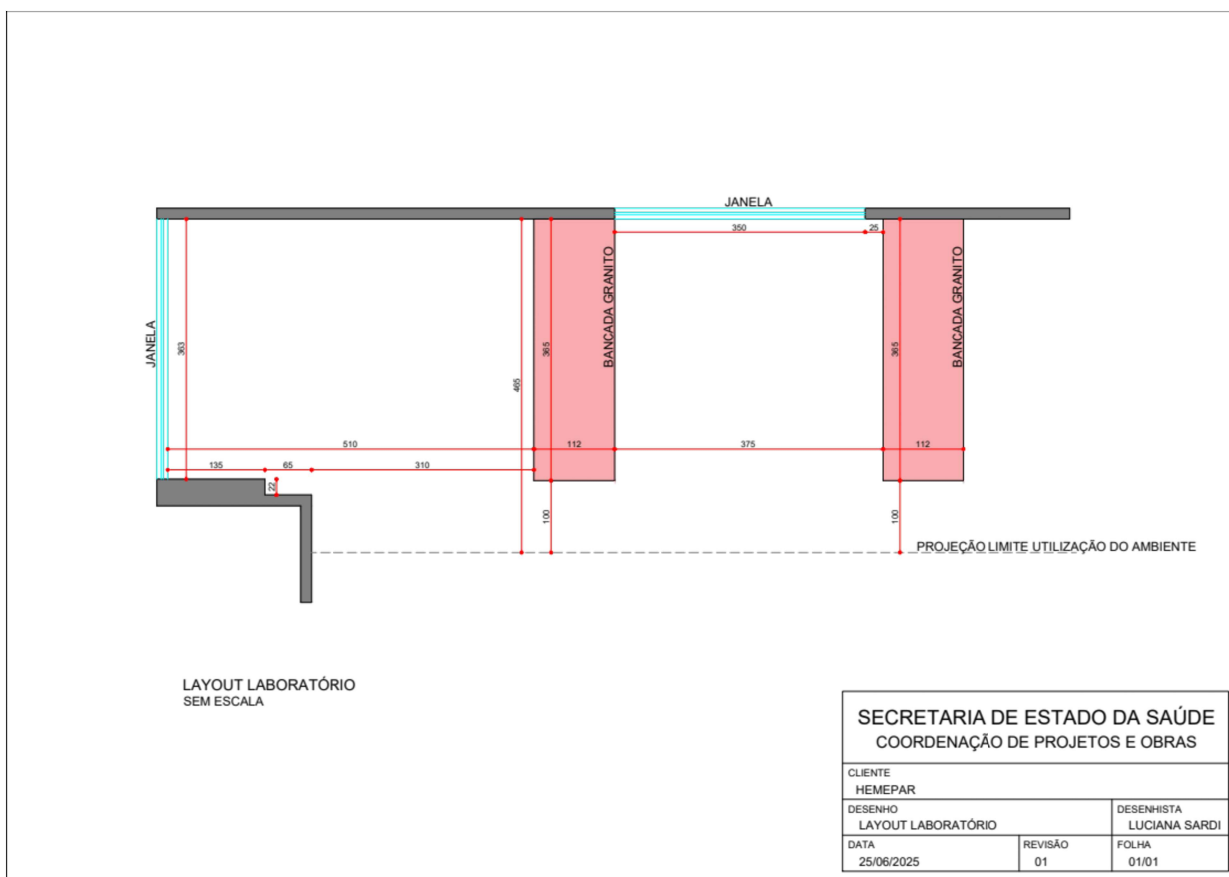 JANELA
350
25
JANELA
363
465
365
BANCADA GRANITO
365
BANCADA GRANITO
510
112
375
112
135
65
310
22
100
100
PROJEÇÃO LIMITE UTILIZAÇÃO DO AMBIENTE
LAYOUT LABORATÓRIO
SEM ESCALA
SECRETARIA DE ESTADO DA SAÚDE
COORDENAÇÃO DE PROJETOS E OBRAS
CLIENTE
HEMEPAR
DESENHO
LAYOUT LABORATÓRIO
DESENHISTA
LUCIANA SARDI
DATA
25/06/2025
REVISÃO
01
FOLHA
01/01